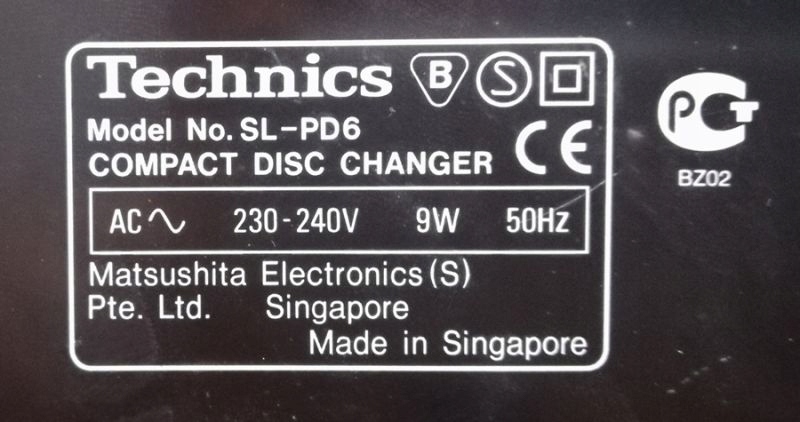 Technics B S
Model No. SL-PD6
COMPACT DISC CHANGER CE
AC 230-240V 9W 50Hz
Matsushita Electronics (S)
Pte. Ltd. Singapore
Made in Singapore
РСТ
BZ02